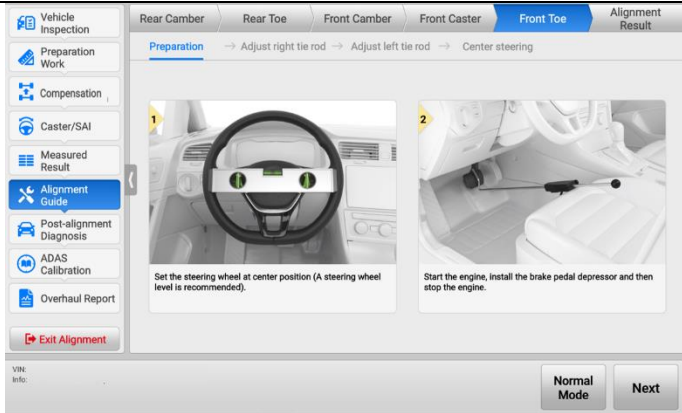 Vehicle
Inspection
Preparation
Work
Compensation
Caster/SAI
Measured
Result
Alignment
Guide
Post-alignment
Diagnosis
ADAS
Calibration
Overhaul Report
Exit Alignment
Rear Camber
Rear Toe
Front Camber
Front Caster
Front Toe
Alignment
Result
Preparation → Adjust right tie rod → Adjust left tie rod → Center steering
1
Set the steering wheel at center position (A steering wheel
level is recommended).
2
Start the engine, install the brake pedal depressor and then
stop the engine.
VIN:
Info:
Normal
Mode
Next